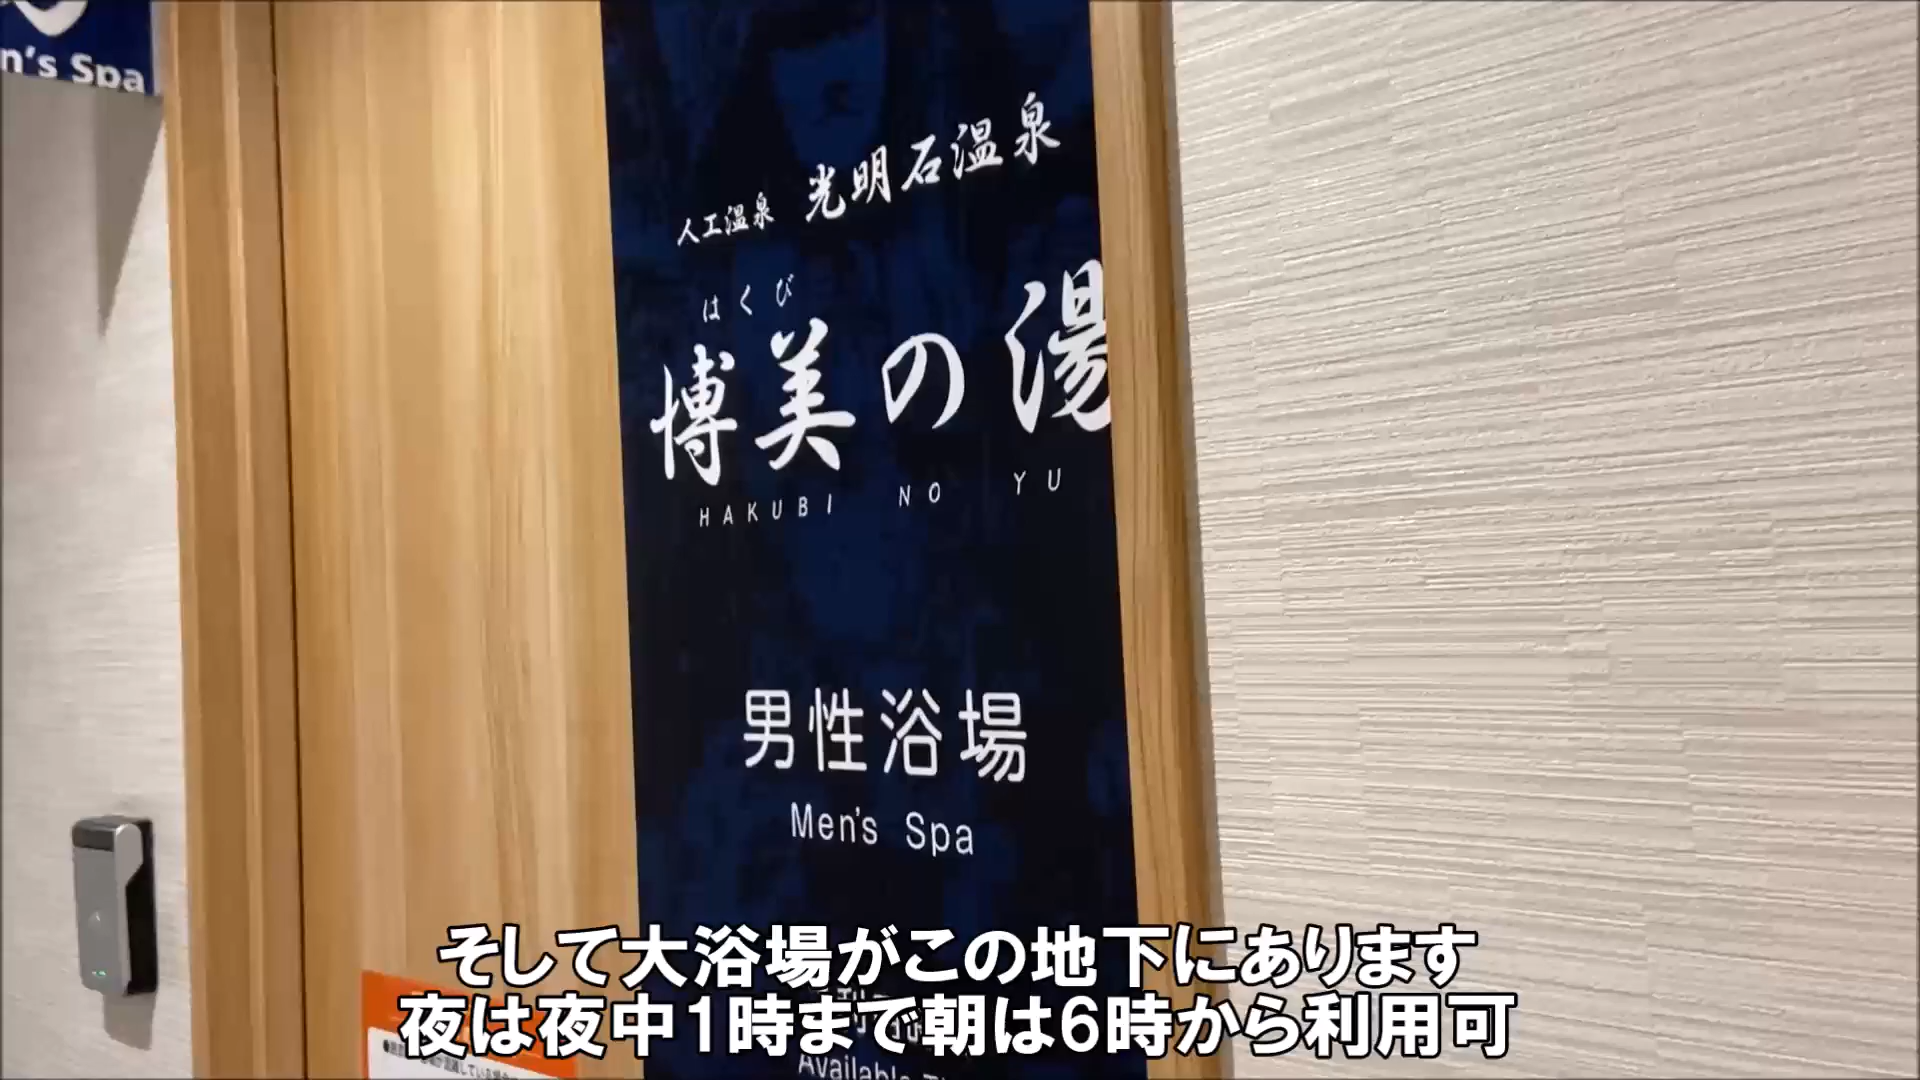 n's Spa
人工温泉 光明石温泉
はくび
博美の湯
HAKUBI NO YU
男性浴場
Men's Spa
そして大浴場がこの地下にあります
夜は夜中1時まで朝は6時から利用可
Available